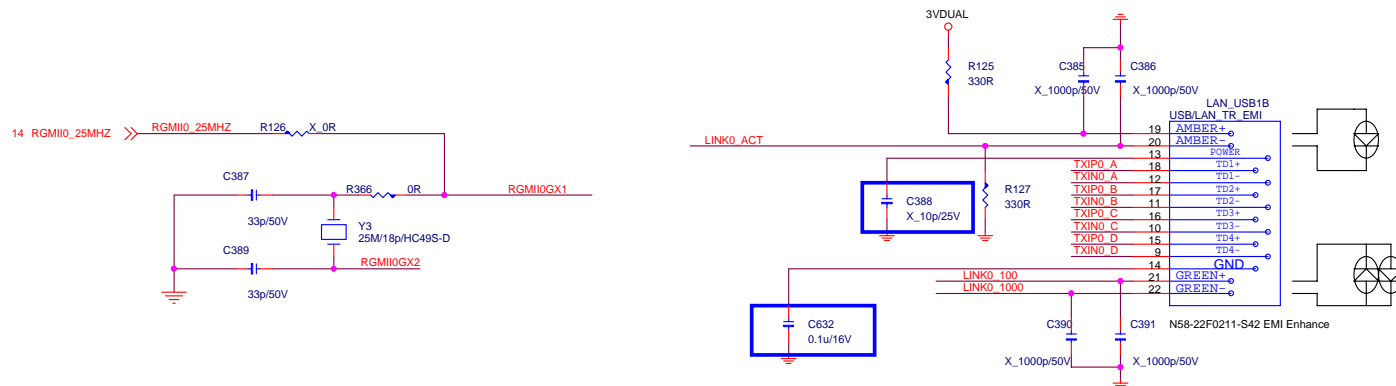 3VDUAL
R125
330R
C385
C386
X_1000p/50V
X_1000p/50V
LAN_USB1B
USB/LAN_TR_EMI
14 RGMII0_25MHZ
RGMII0_25MHZ
R126
X_0R
LINK0_ACT
19 AMBER+
20 AMBER-
13 POWER
TXIP0_A 18 TD1+
TXIN0_A 12 TD1-
TXIP0_B 17 TD2+
TXIN0_B 11 TD2-
TXIP0_C 16 TD3+
TXIN0_C 10 TD3-
TXIP0_D 15 TD4+
TXIN0_D 9 TD4-
14 GND
LINK0_100 21 GREEN+
LINK0_1000 22 GREEN-
C387
33p/50V
R366
0R
RGMII0GX1
Y3
25M/18p/HC49S-D
C389
33p/50V
RGMII0GX2
C388
X_10p/25V
R127
330R
C632
0.1u/16V
C390
C391
X_1000p/50V
X_1000p/50V
N58-22F0211-S42 EMI Enhance